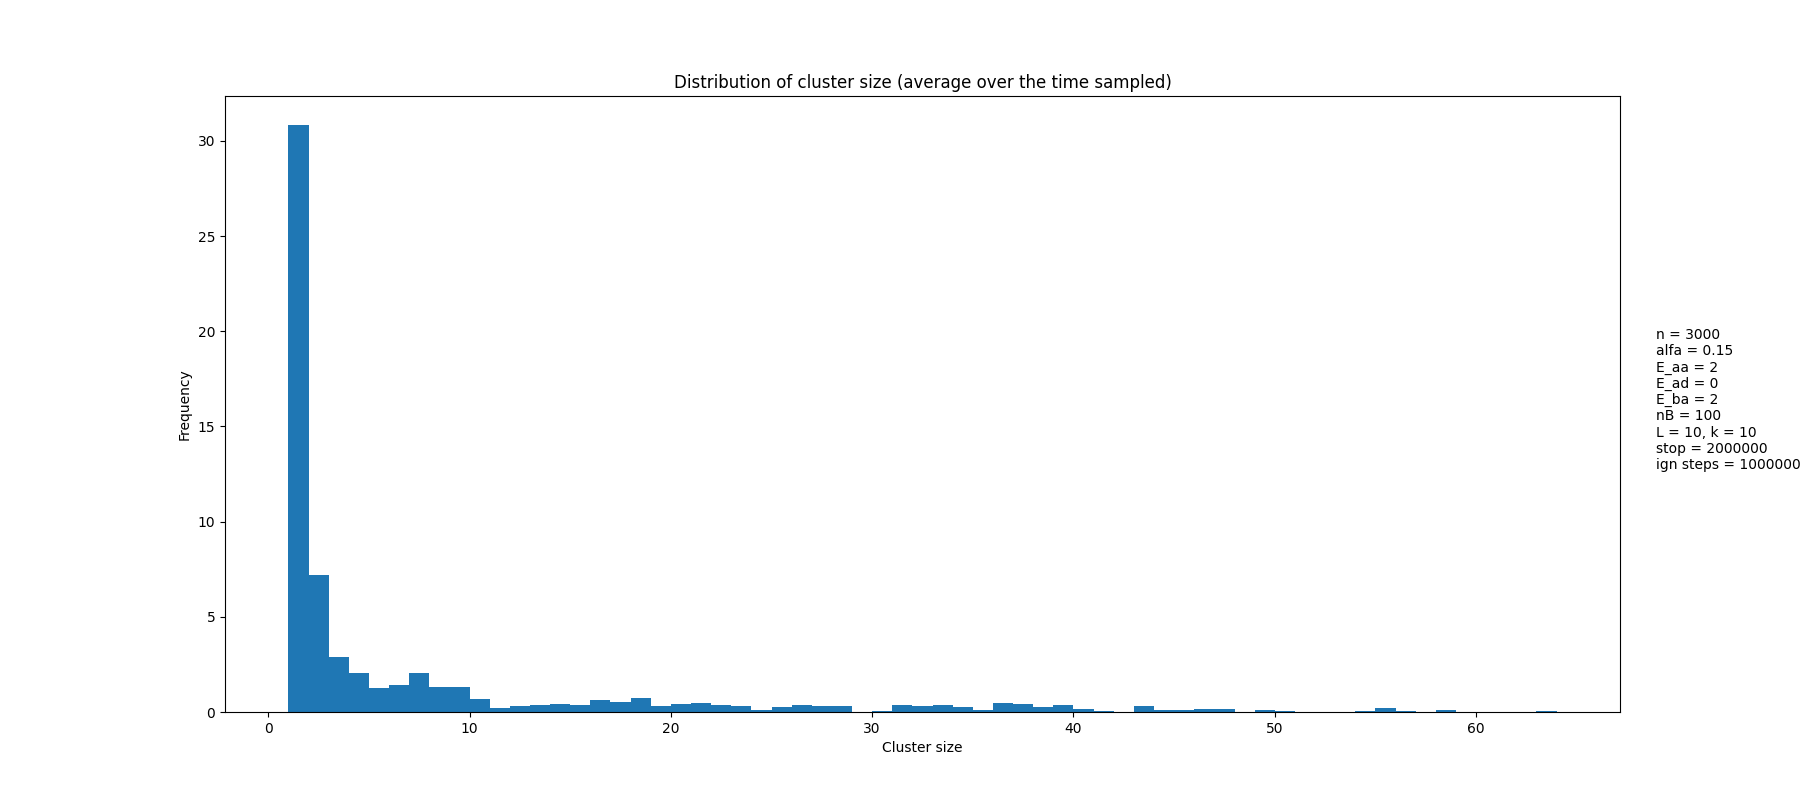 Distribution of cluster size (average over the time sampled)
30
25
20
15
10
5
0
Frequency
0 10 20 30 40 50 60
Cluster size
n = 3000
alfa = 0.15
E_aa = 2
E_ad = 0
E_ba = 2
nB = 100
L = 10, k = 10
stop = 2000000
ign steps = 1000000